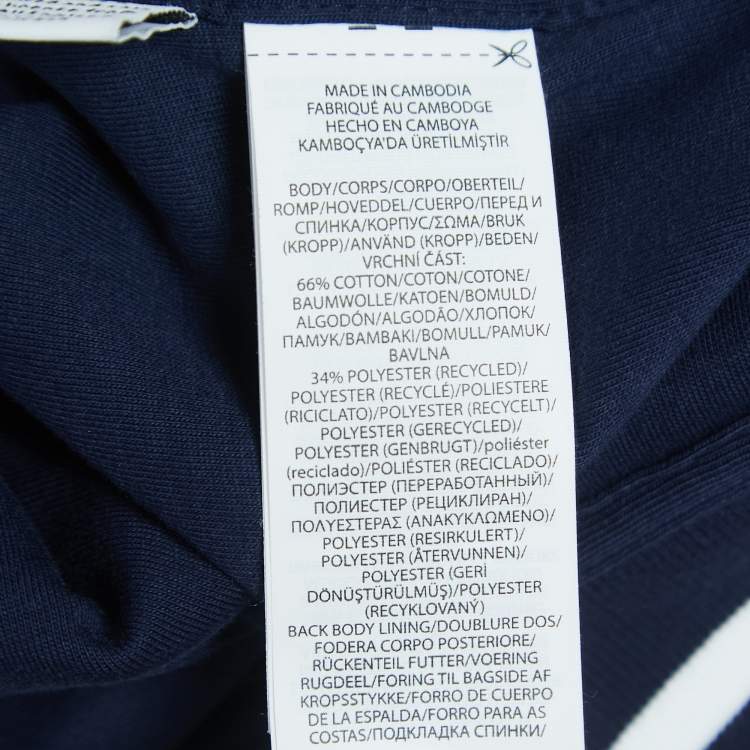 MADE IN CAMBODIA
FABRIQUÉ AU CAMBODGE
HECHO EN CAMBOYA
KAMBOÇYA'DA ÜRETİLMİŞTİR
BODY/CORPS/CORPO/OBERTEIL/
ROMP/HOVEDDEL/CUERPO/ПЕРЕД И
СПИНКА/КОРПУС/ΣΩΜΑ/BRUK
(KROPP)/ANVÄND (KROPP)/BEDEN/
VRCHNÍ ČÁST:
66% COTTON/COTON/COTONE/
BAUMWOLLE/KATOEN/BOMULD/
ALGODÓN/ALGODÃO/ХЛОПОК/
ПАМУК/BAMBAKI/BOMULL/PAMUK/
BAVLNA
34% POLYESTER (RECYCLED)/
POLYESTER (RECYCLÉ)/POLIESTERE
(RICICLATO)/POLYESTER (RECYCELT)/
POLYESTER (GERECYCLED)/
POLYESTER (GENBRUGT)/poliéster
(reciclado)/POLIÉSTER (RECICLADO)/
ПОЛИЭСТЕР (ПЕРЕРАБОТАННЫЙ)/
ПОЛИЕСТЕР (РЕЦИКЛИРАН)/
ΠΟΛΥΕΣΤΕΡΑΣ (ΑΝΑΚΥΚΛΩΜΕΝΟ)/
POLYESTER (RESIRKULERT)/
POLYESTER (ÅTERVUNNEN)/
POLYESTER (GERİ
DÖNÜŞTÜRÜLMÜŞ)/POLYESTER
(RECYKLOVANÝ)
BACK BODY LINING/DOUBLURE DOS/
FODERA CORPO POSTERIORE/
RÜCKENTEIL FUTTER/VOERING
RUGDEEL/FORING TIL BAGSIDE AF
KROPSSTYKKE/FORRO DE CUERPO
DE LA ESPALDA/FORRO PARA AS
COSTAS/ПОДКЛАДКА СПИНКИ/